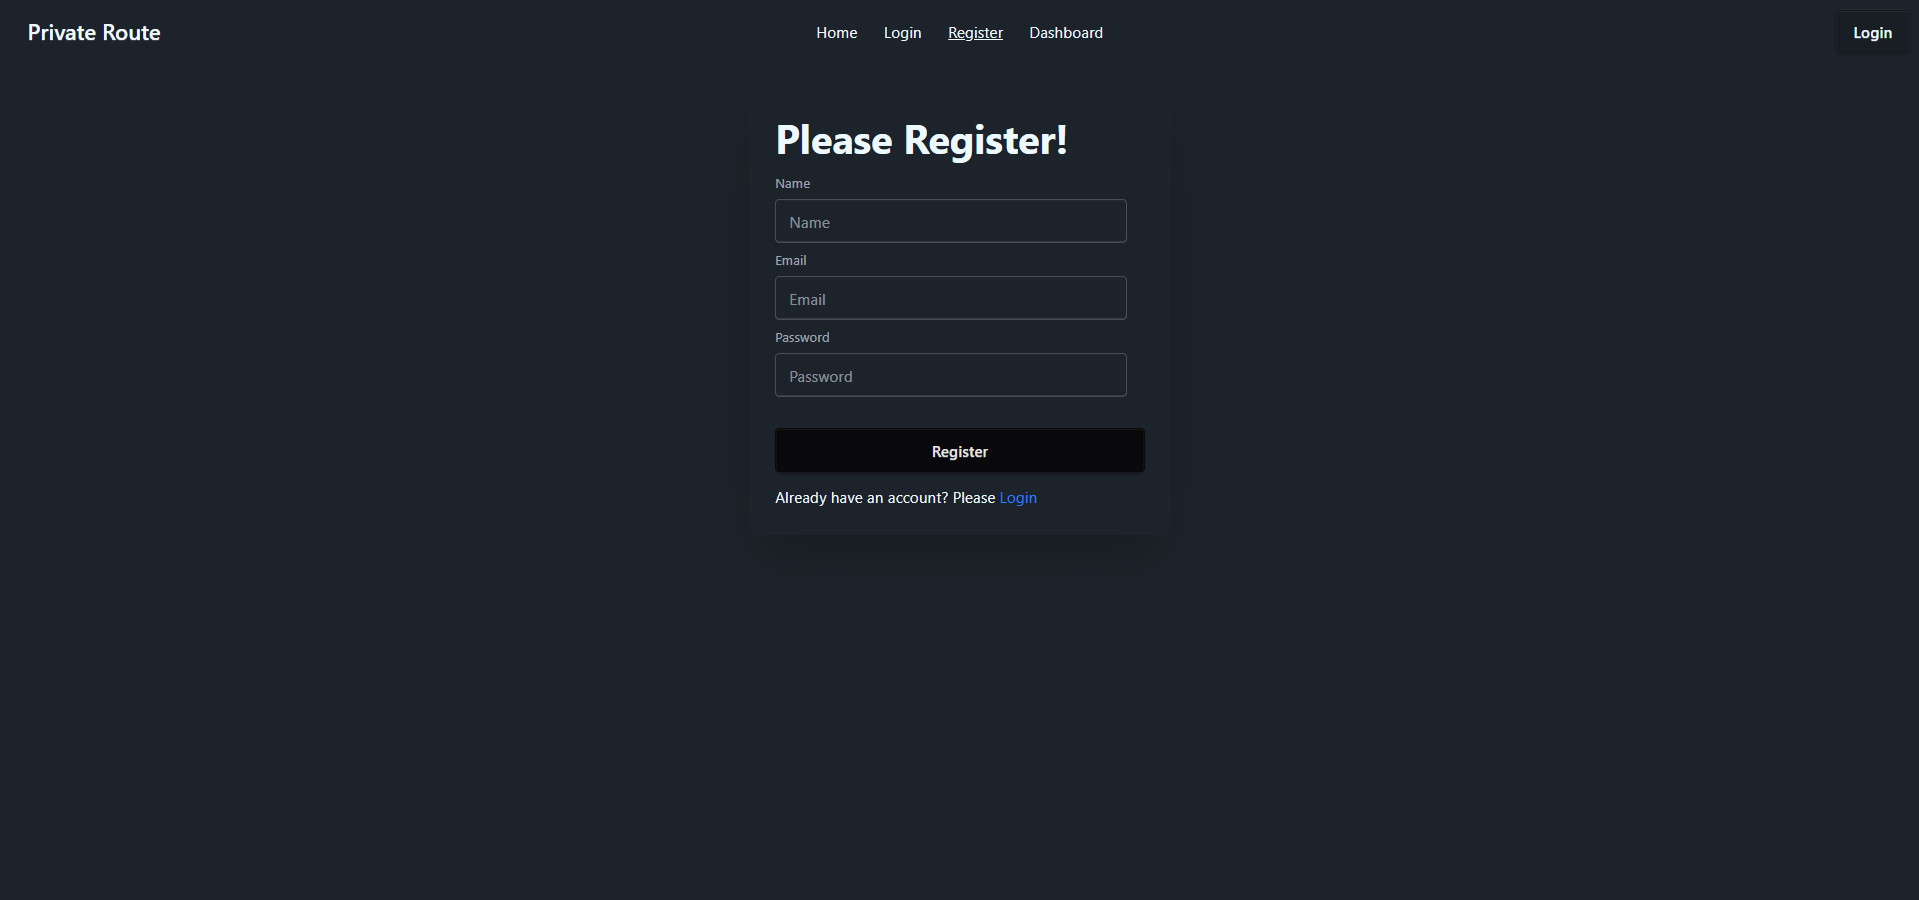 Private Route
Home Login Register Dashboard
Login
Please Register!
Name
Name
Email
Email
Password
Password
Register
Already have an account? Please Login